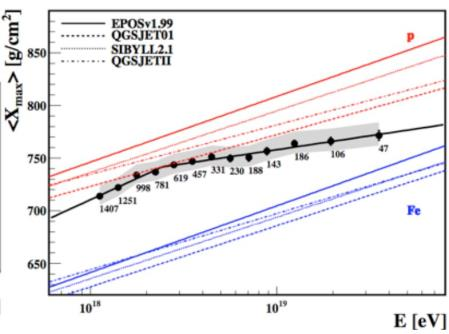 <X_max> [g/cm²]
850
800
750
700
650
EPOSv1.99
QGSJET01
SIBYLL2.1
QGSJETII
p
Fe
1407
1251
998
781
619
457
331
230
188
143
186
106
47
10¹⁸
10¹⁹
E [eV]